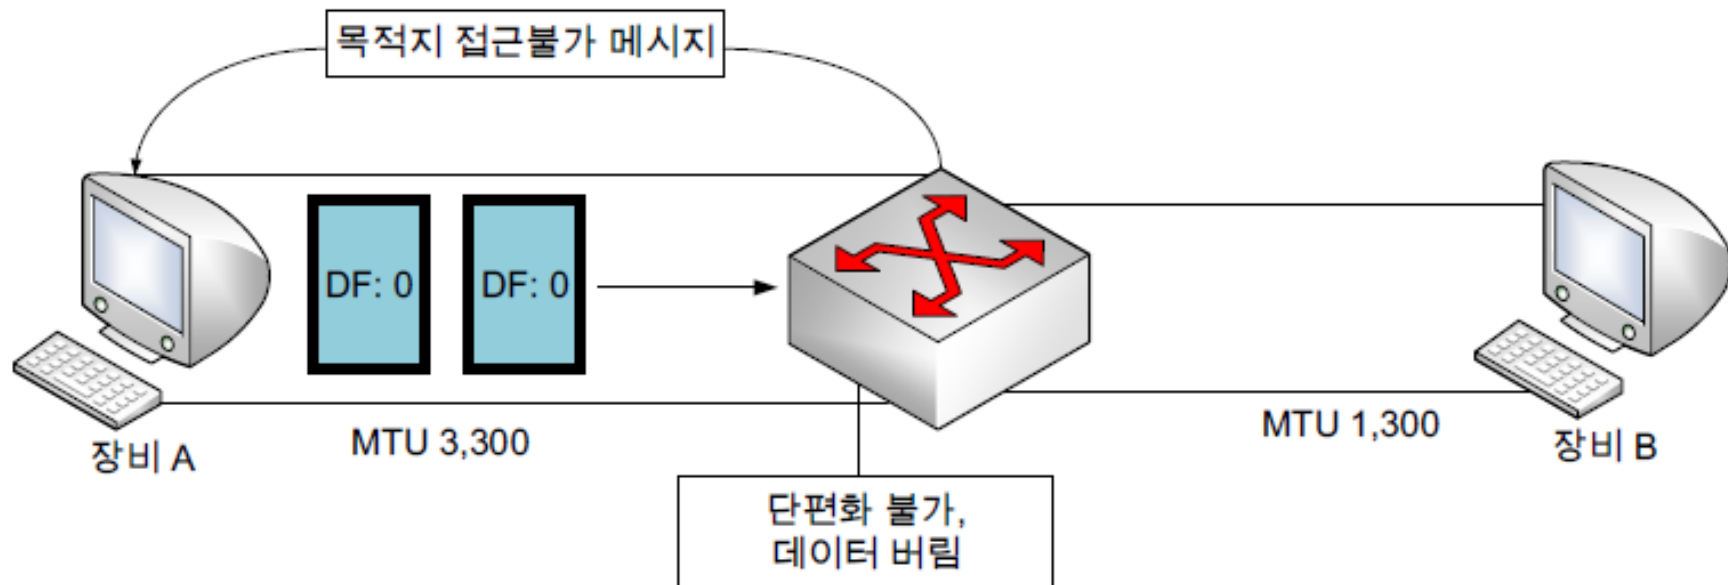 목적지 접근불가 메시지
DF: 0
DF: 0
장비 A
MTU 3,300
MTU 1,300
장비 B
단편화 불가,
데이터 버림